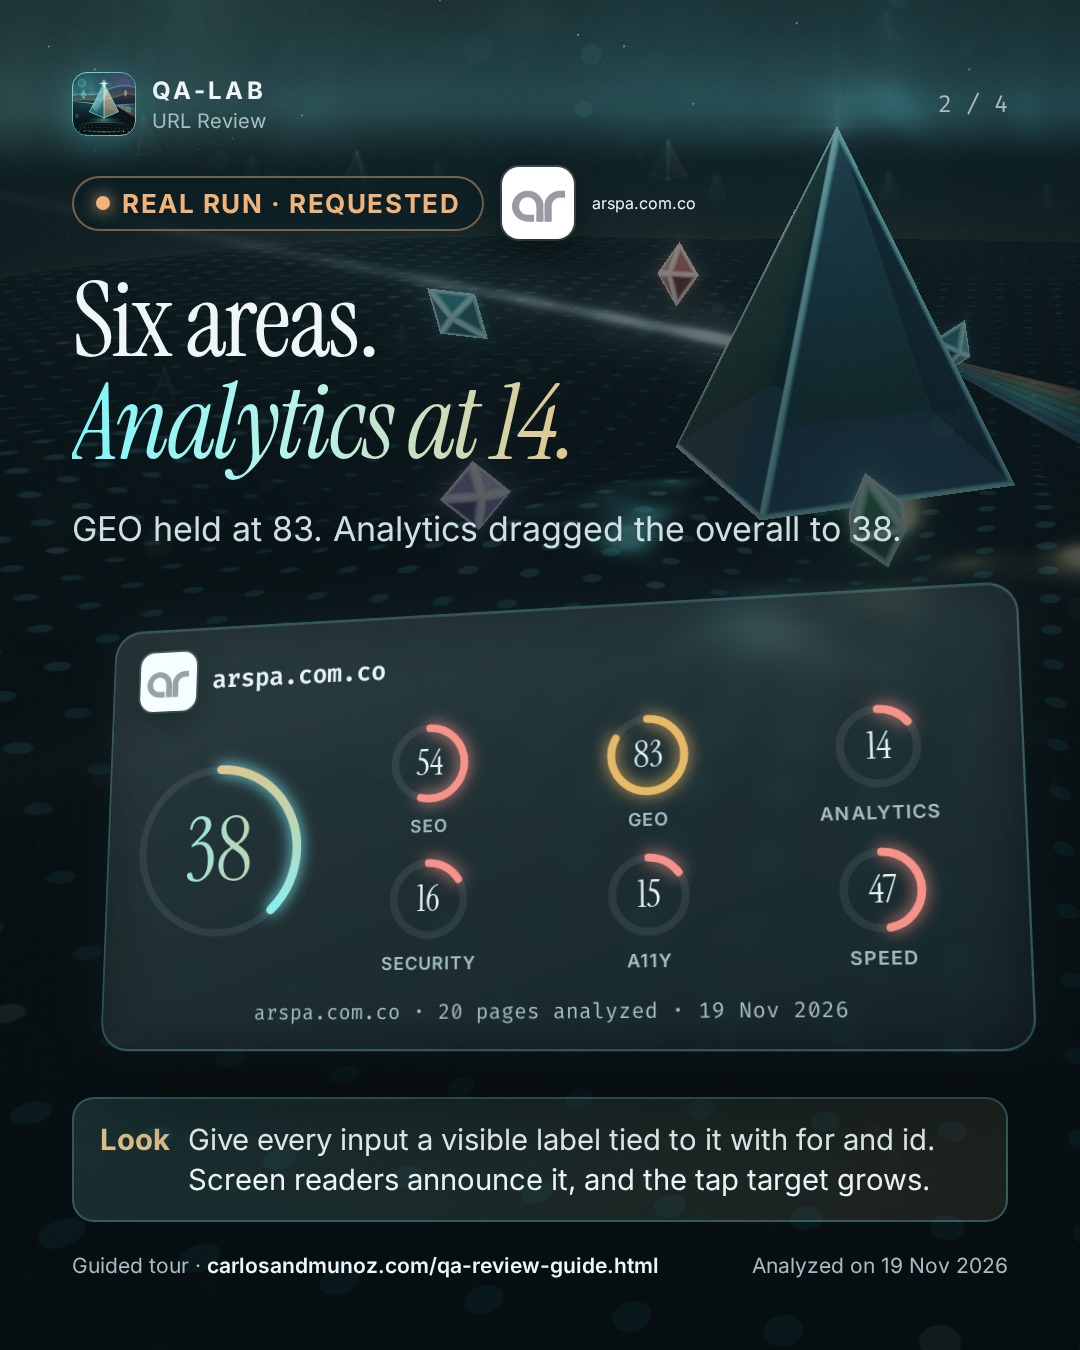 QA-LAB
URL Review
2 / 4
REAL RUN · REQUESTED
ar
arspa.com.co
Six areas.
Analytics at 14.
GEO held at 83. Analytics dragged the overall to 38.
ar
arspa.com.co
38
54
SEO
83
GEO
14
ANALYTICS
16
SECURITY
15
A11Y
47
SPEED
arspa.com.co · 20 pages analyzed · 19 Nov 2026
Look
Give every input a visible label tied to it with for and id.
Screen readers announce it, and the tap target grows.
Guided tour · carlosandmunoz.com/qa-review-guide.html
Analyzed on 19 Nov 2026